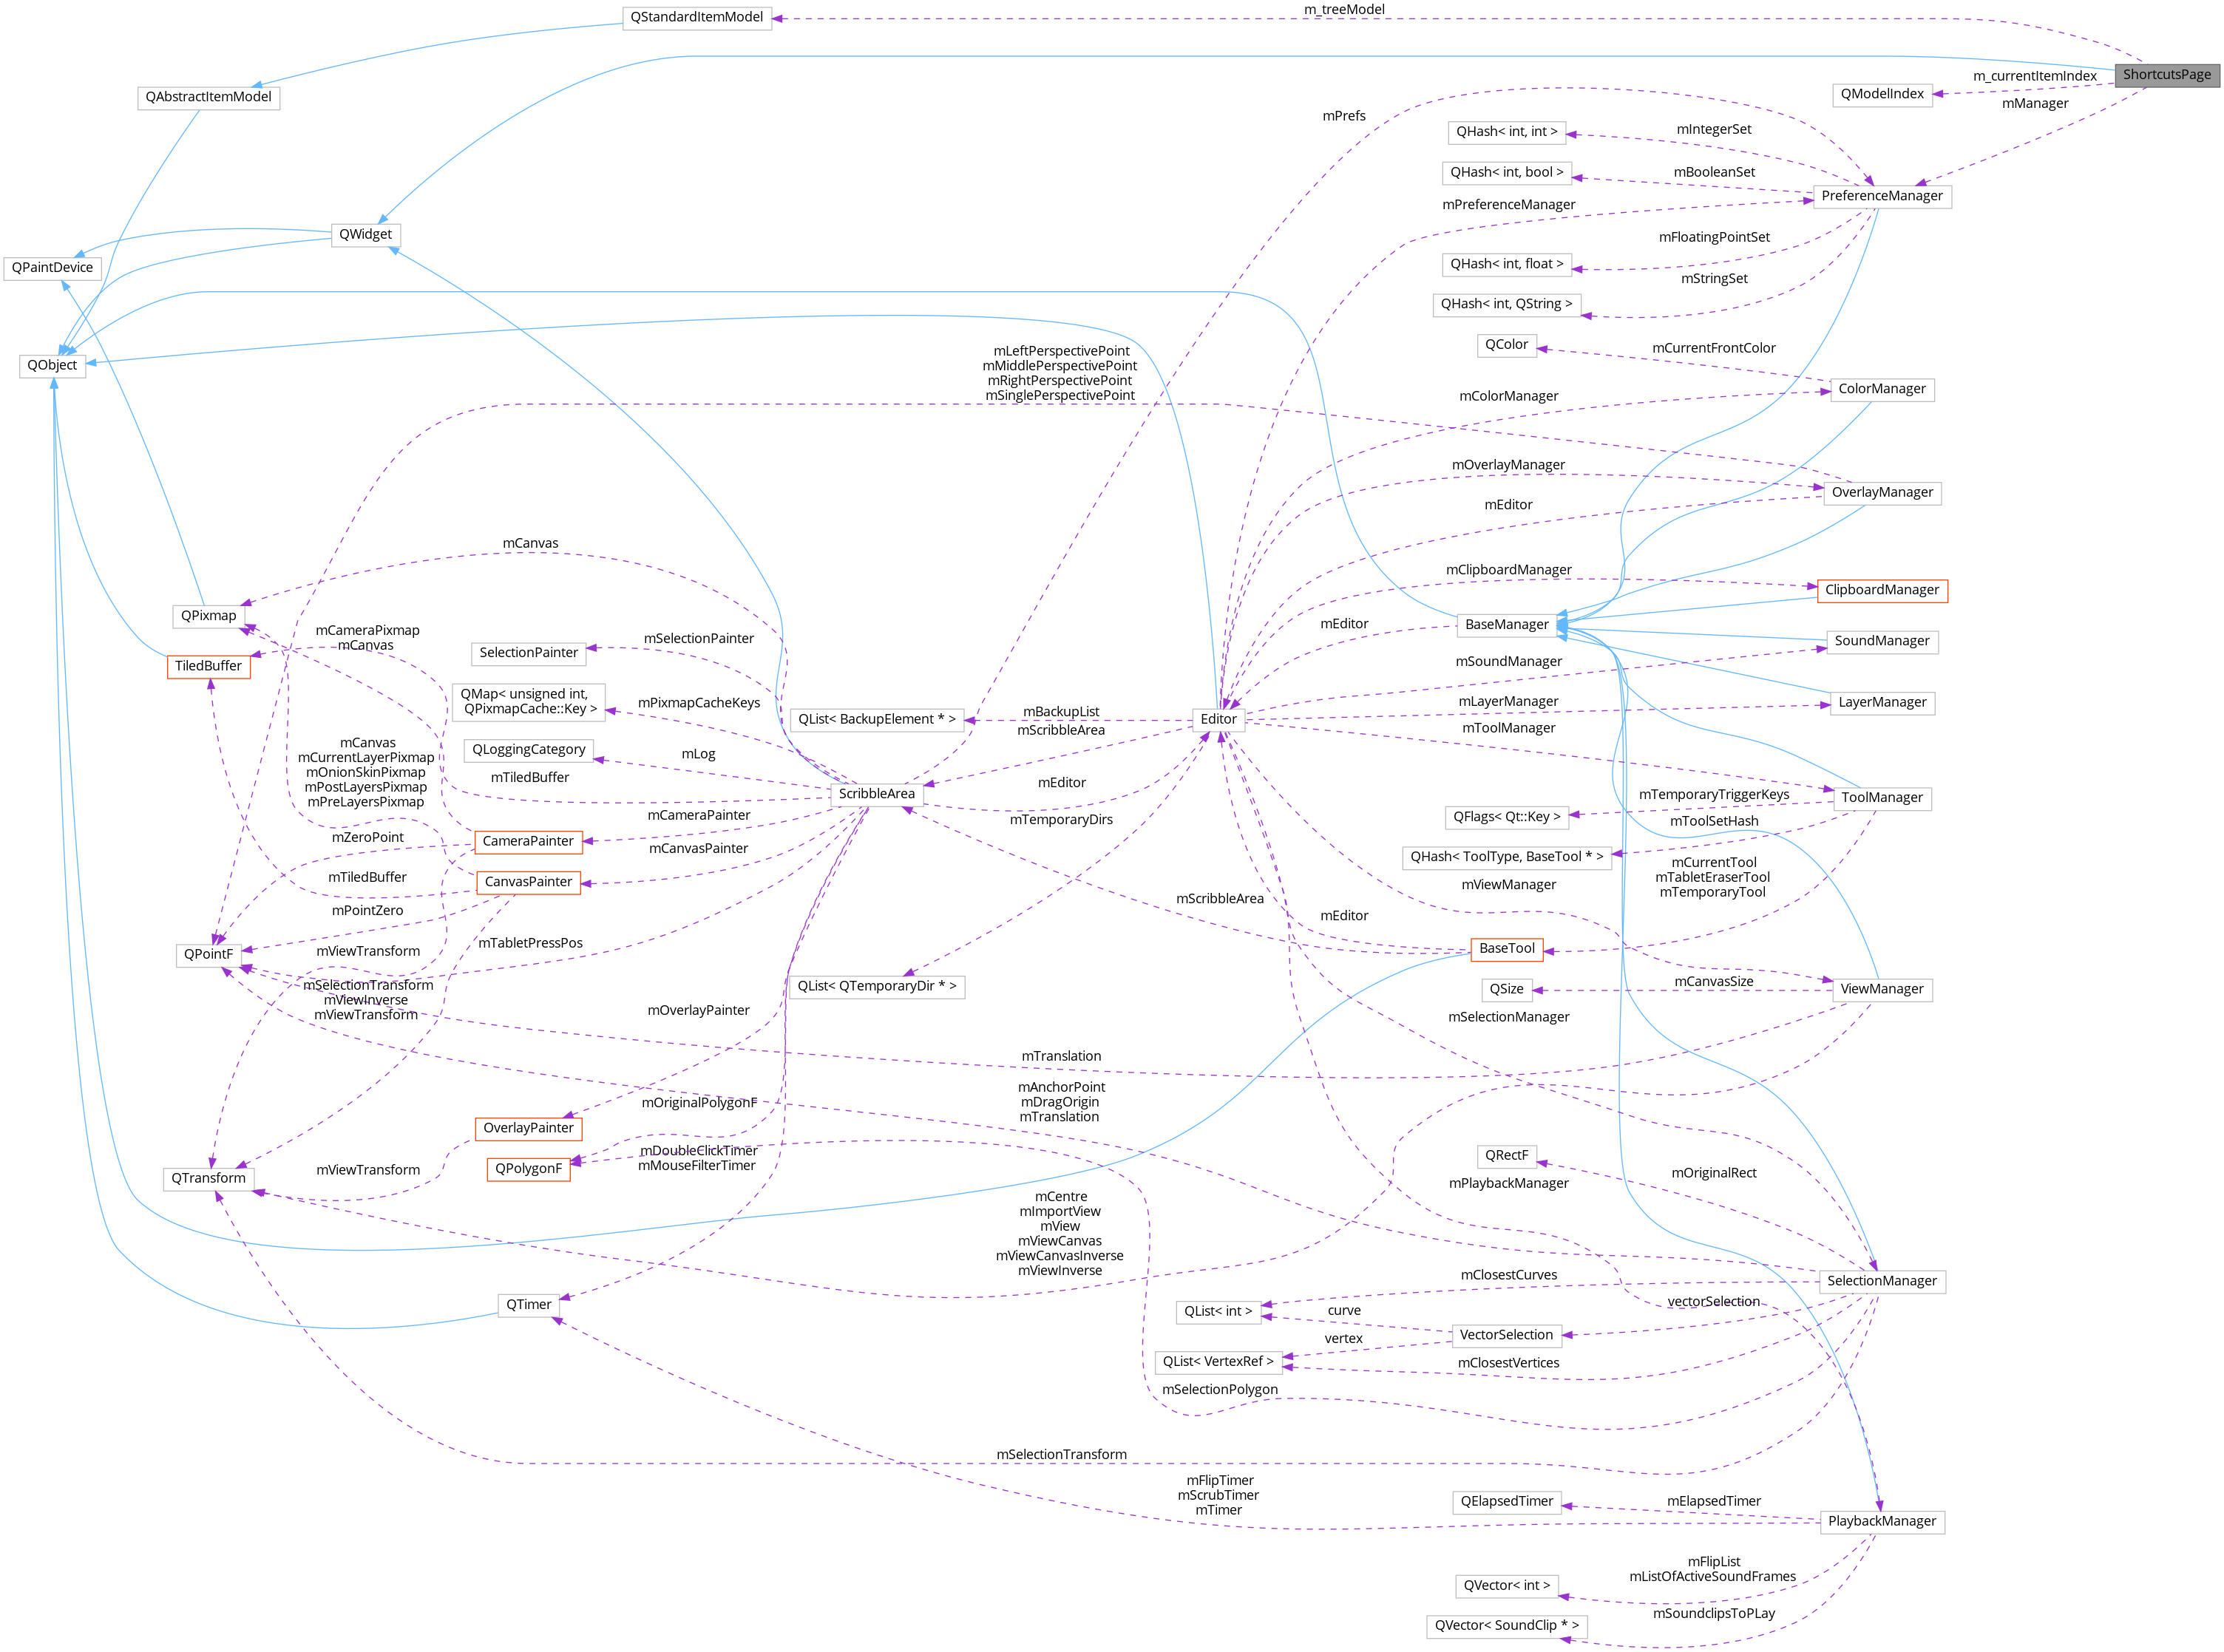 QStandardItemModel
m_treeModel
ShortcutsPage
QAbstractItemModel
m_currentItemIndex
QModelIndex
mManager
mPrefs
QHash< int, int >
mIntegerSet
QHash< int, bool >
mBooleanSet
PreferenceManager
mPreferenceManager
QWidget
mFloatingPointSet
QPaintDevice
QHash< int, float >
mStringSet
QHash< int, QString >
QColor
mCurrentFrontColor
mLeftPerspectivePoint
mMiddlePerspectivePoint
mRightPerspectivePoint
mSinglePerspectivePoint
QObject
mColorManager
ColorManager
mOverlayManager
OverlayManager
mEditor
mCanvas
mClipboardManager
ClipboardManager
QPixmap
mCameraPixmap
mCanvas
mSelectionPainter
SelectionPainter
mEditor
BaseManager
SoundManager
TiledBuffer
mSoundManager
QMap< unsigned int,
QPixmapCache::Key >
mPixmapCacheKeys
QList< BackupElement * >
mBackupList
mScribbleArea
Editor
mLayerManager
LayerManager
mToolManager
mCanvas
mCurrentLayerPixmap
mOnionSkinPixmap
mPostLayersPixmap
mPreLayersPixmap
QLoggingCategory
mLog
mTiledBuffer
ScribbleArea
mEditor
mTemporaryTriggerKeys
ToolManager
mCameraPainter
mTemporaryDirs
QFlags< Qt::Key >
mToolSetHash
mZeroPoint
CameraPainter
mCanvasPainter
QHash< ToolType, BaseTool * >
mCurrentTool
mTabletEraserTool
mTemporaryTool
mTiledBuffer
CanvasPainter
mViewManager
mScribbleArea
mPointZero
mEditor
mTabletPressPos
QPointF
mViewTransform
BaseTool
mSelectionTransform
mViewInverse
mViewTransform
QList< QTemporaryDir * >
QSize
mCanvasSize
ViewManager
mOverlayPainter
mSelectionManager
mTranslation
mAnchorPoint
mDragOrigin
mTranslation
mOriginalPolygonF
OverlayPainter
mDoubleClickTimer
mMouseFilterTimer
QRectF
mOriginalRect
mViewTransform
QTransform
QPolygonF
mPlaybackManager
mCentre
mImportView
mView
mViewCanvas
mViewCanvasInverse
mViewInverse
mClosestCurves
SelectionManager
QTimer
QList< int >
curve
vectorSelection
VectorSelection
vertex
QList< VertexRef >
mClosestVertices
mSelectionPolygon
mSelectionTransform
mFlipTimer
mScrubTimer
mTimer
QElapsedTimer
mElapsedTimer
PlaybackManager
mFlipList
mListOfActiveSoundFrames
QVector< int >
mSoundclipsToPLay
QVector< SoundClip * >